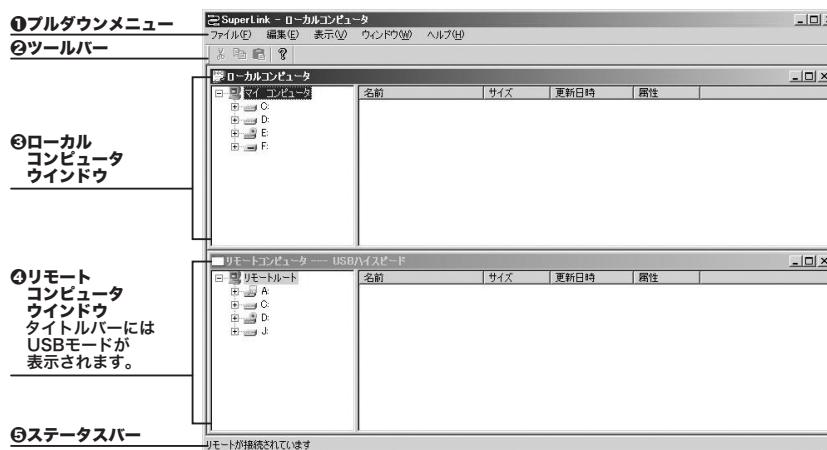 ❶プルダウンメニュー
❷ツールバー
❸ローカル
コンピュータ
ウインドウ
❹リモート
コンピュータ
ウインドウ
タイトルバーには
USBモードが
表示されます。
❺ステータスバー
SuperLink - ローカルコンピュータ
ファイル(F) 編集(E) 表示(V) ウィンドウ(W) ヘルプ(H)
ローカルコンピュータ
マイ コンピュータ
C:
D:
E:
F:
名前 サイズ 更新日時 属性
リモートコンピュータ ---- USBハイスピード
リモートルート
A:
C:
D:
J:
名前 サイズ 更新日時 属性
リモートが接続されています